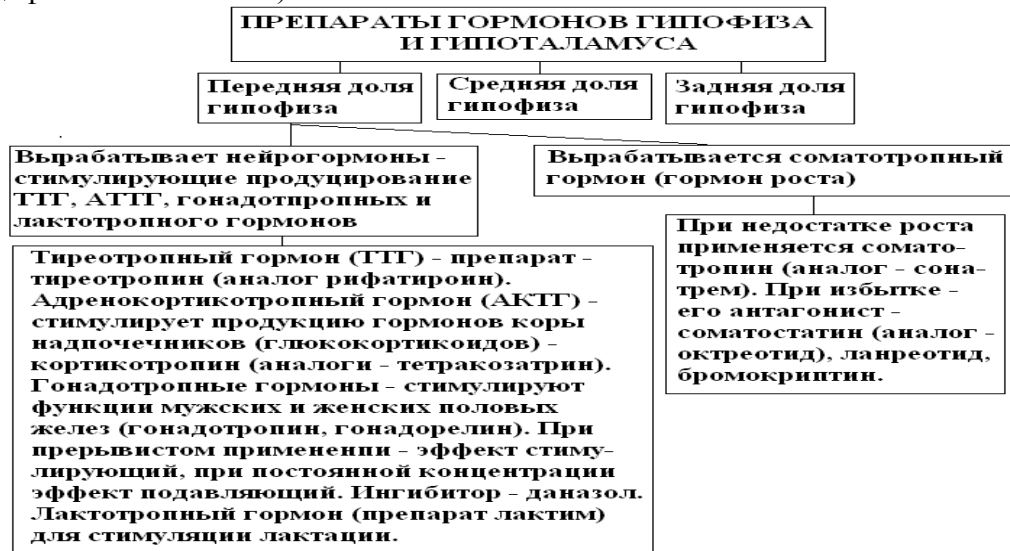 ПРЕПАРАТЫ ГОРМОНОВ ГИПОФИЗА
И ГИПОТАЛАМУСА
Передняя доля
гипофиза
Средняя доля
гипофиза
Задняя доля
гипофиза
Вырабатывает нейрогормоны -
стимулирующие продуцирование
ТТГ, АТТГ, гонадотпропных и
лактотропного гормонов
Вырабатывается соматотропный
гормон (гормон роста)
Тиреотропный гормон (ТТГ) - препарат -
тиреотропин (аналог рифатироин).
Адренокортикотропный гормон (АКТГ) -
стимулирует продукцию гормонов коры
надпочечников (глюкокортикоидов) -
кортикотропин (аналоги - тетракозатрин).
Гонадотропные гормоны - стимулируют
функции мужских и женских половых
желез (гонадотропин, гонадорелин). При
прерывистом примененпи - эффект стиму-
лирующий, при постоянной концентрации
эффект подавляющий. Ингибитор - даназол.
Лактотропный гормон (препарат лактим)
для стимуляции лактации.
При недостатке роста
применяется сомато-
тропин (аналог - сона-
трем). При избытке -
его антагонист -
соматостатин (аналог -
октреотид), ланреотид,
бромокриптин.